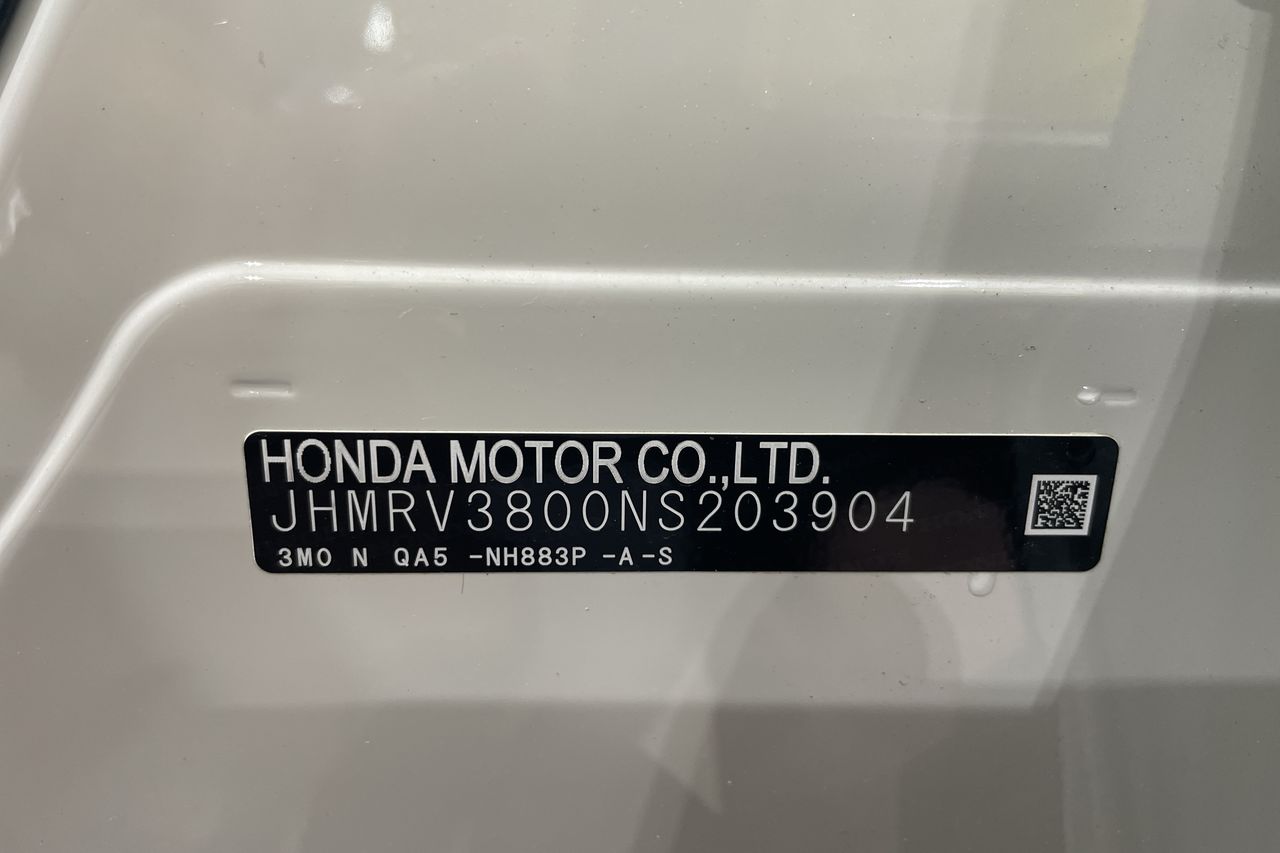 HONDA MOTOR CO.,LTD.
JHMRV3800NS203904
3M0 N QA5 -NH883P -A-S